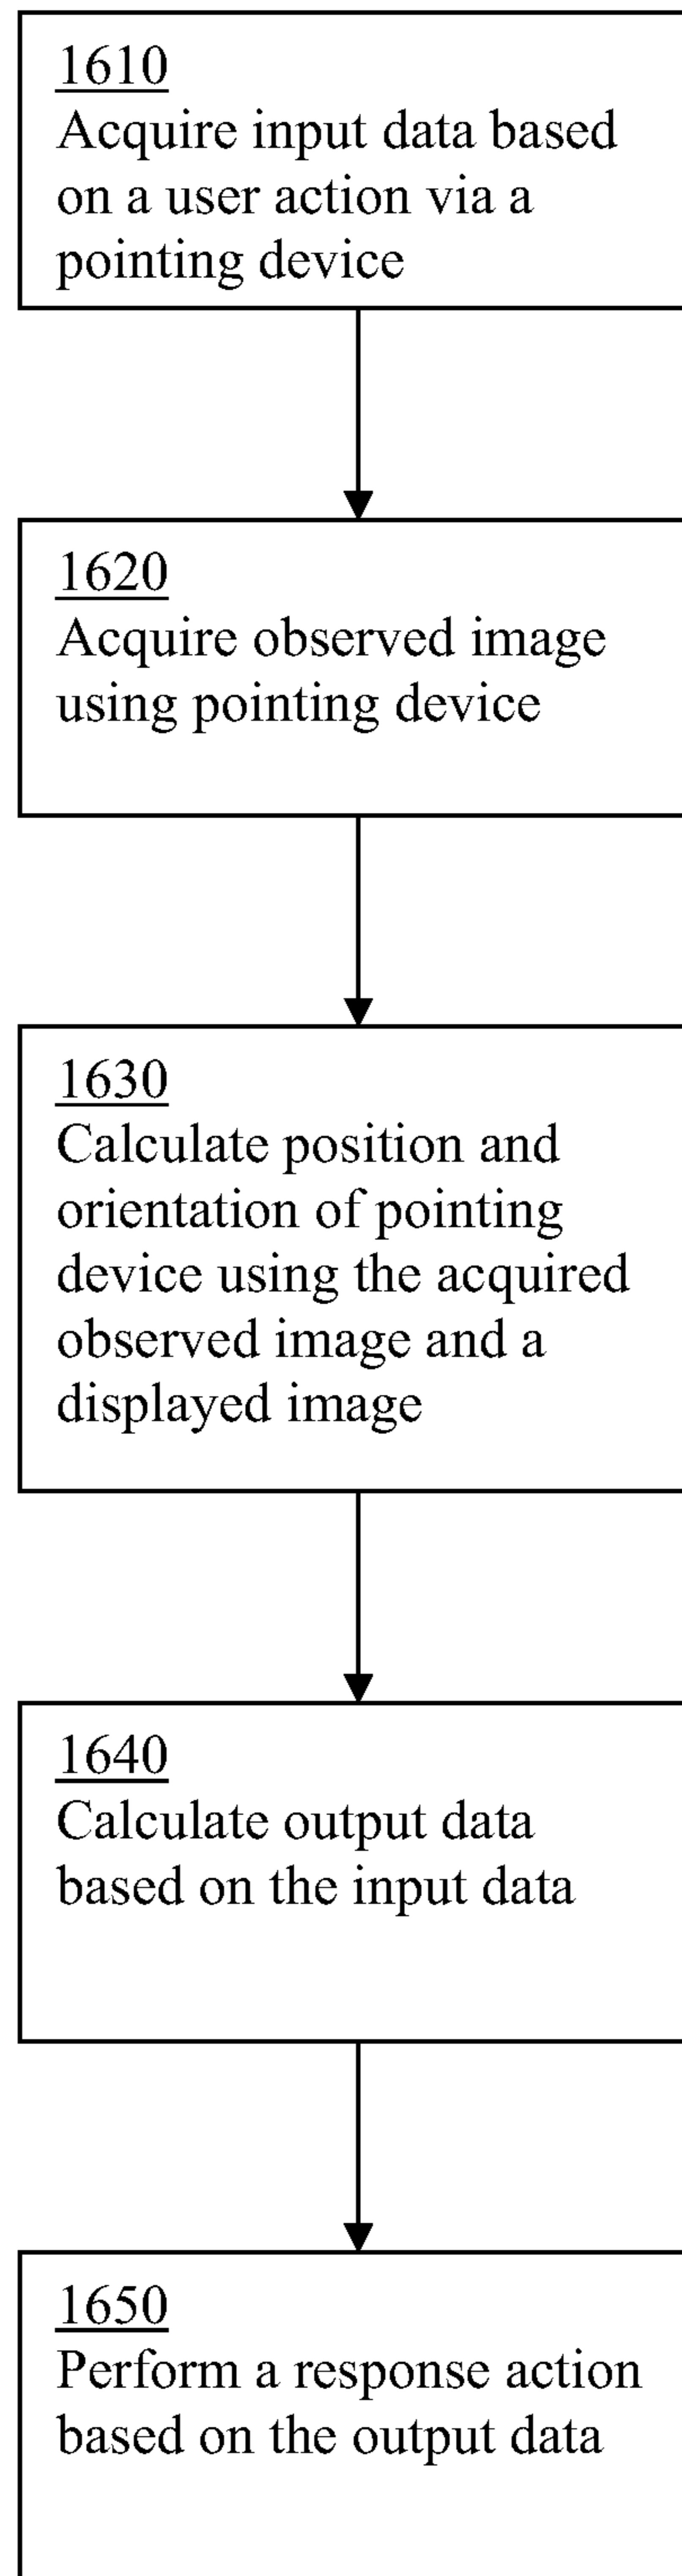 1610
Acquire input data based
on a user action via a
pointing device
1620
Acquire observed image
using pointing device
1630
Calculate position and
orientation of pointing
device using the acquired
observed image and a
displayed image
1640
Calculate output data
based on the input data
1650
Perform a response action
based on the output data